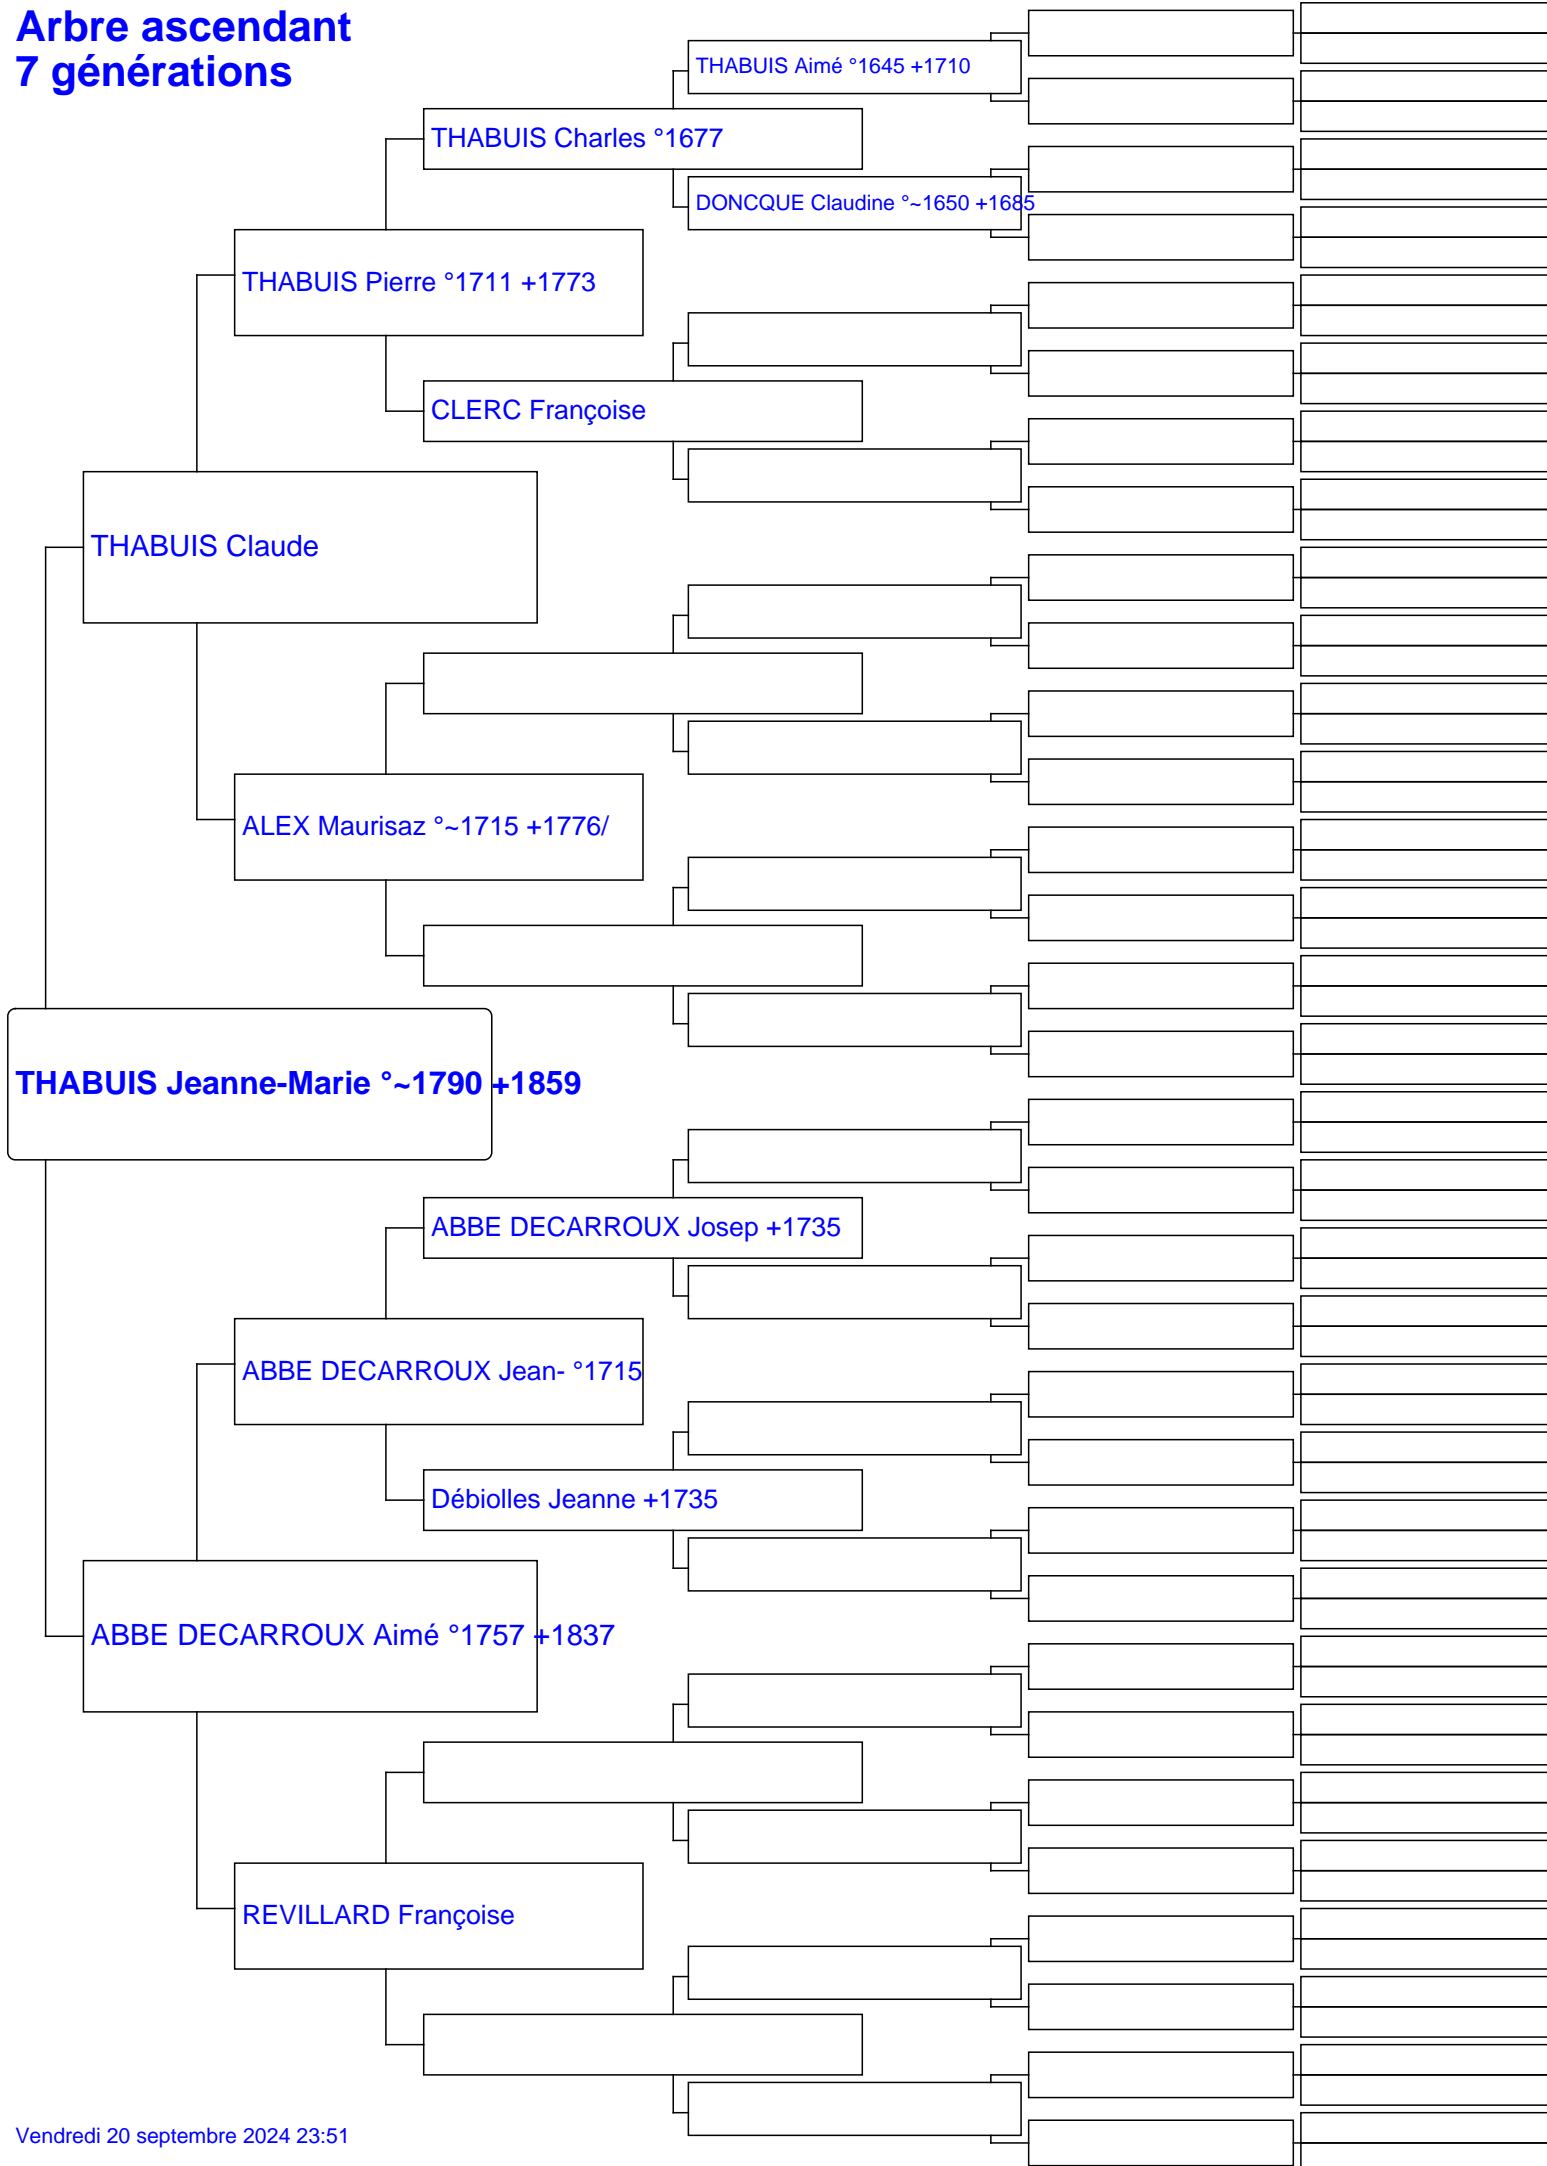 Arbre ascendant
7 générations
THABUIS Aimé °1645 +1710
THABUIS Charles °1677
DONCQUE Claudine °~1650 +1685
THABUIS Pierre °1711 +1773
CLERC Françoise
THABUIS Claude
ALEX Maurisaz °~1715 +1776/
THABUIS Jeanne-Marie °~1790 +1859
ABBE DECARROUX Josep +1735
ABBE DECARROUX Jean- °1715
Débiolles Jeanne +1735
ABBE DECARROUX Aimé °1757 +1837
REVILLARD Françoise
Vendredi 20 septembre 2024 23:51